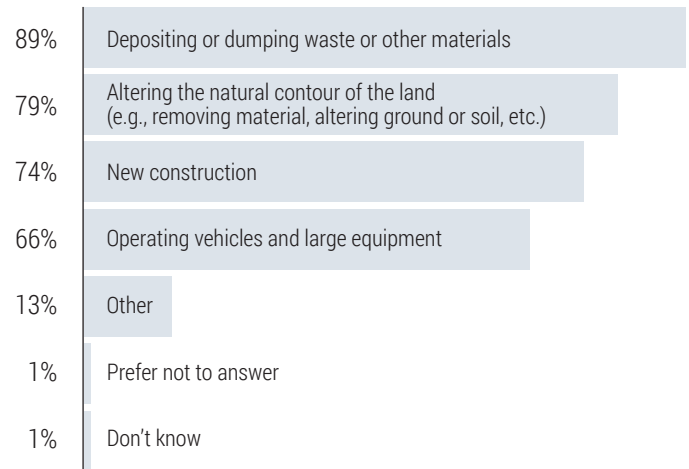 89% Depositing or dumping waste or other materials
79% Altering the natural contour of the land
(e.g., removing material, altering ground or soil, etc.)
74% New construction
66% Operating vehicles and large equipment
13% Other
1% Prefer not to answer
1% Don’t know